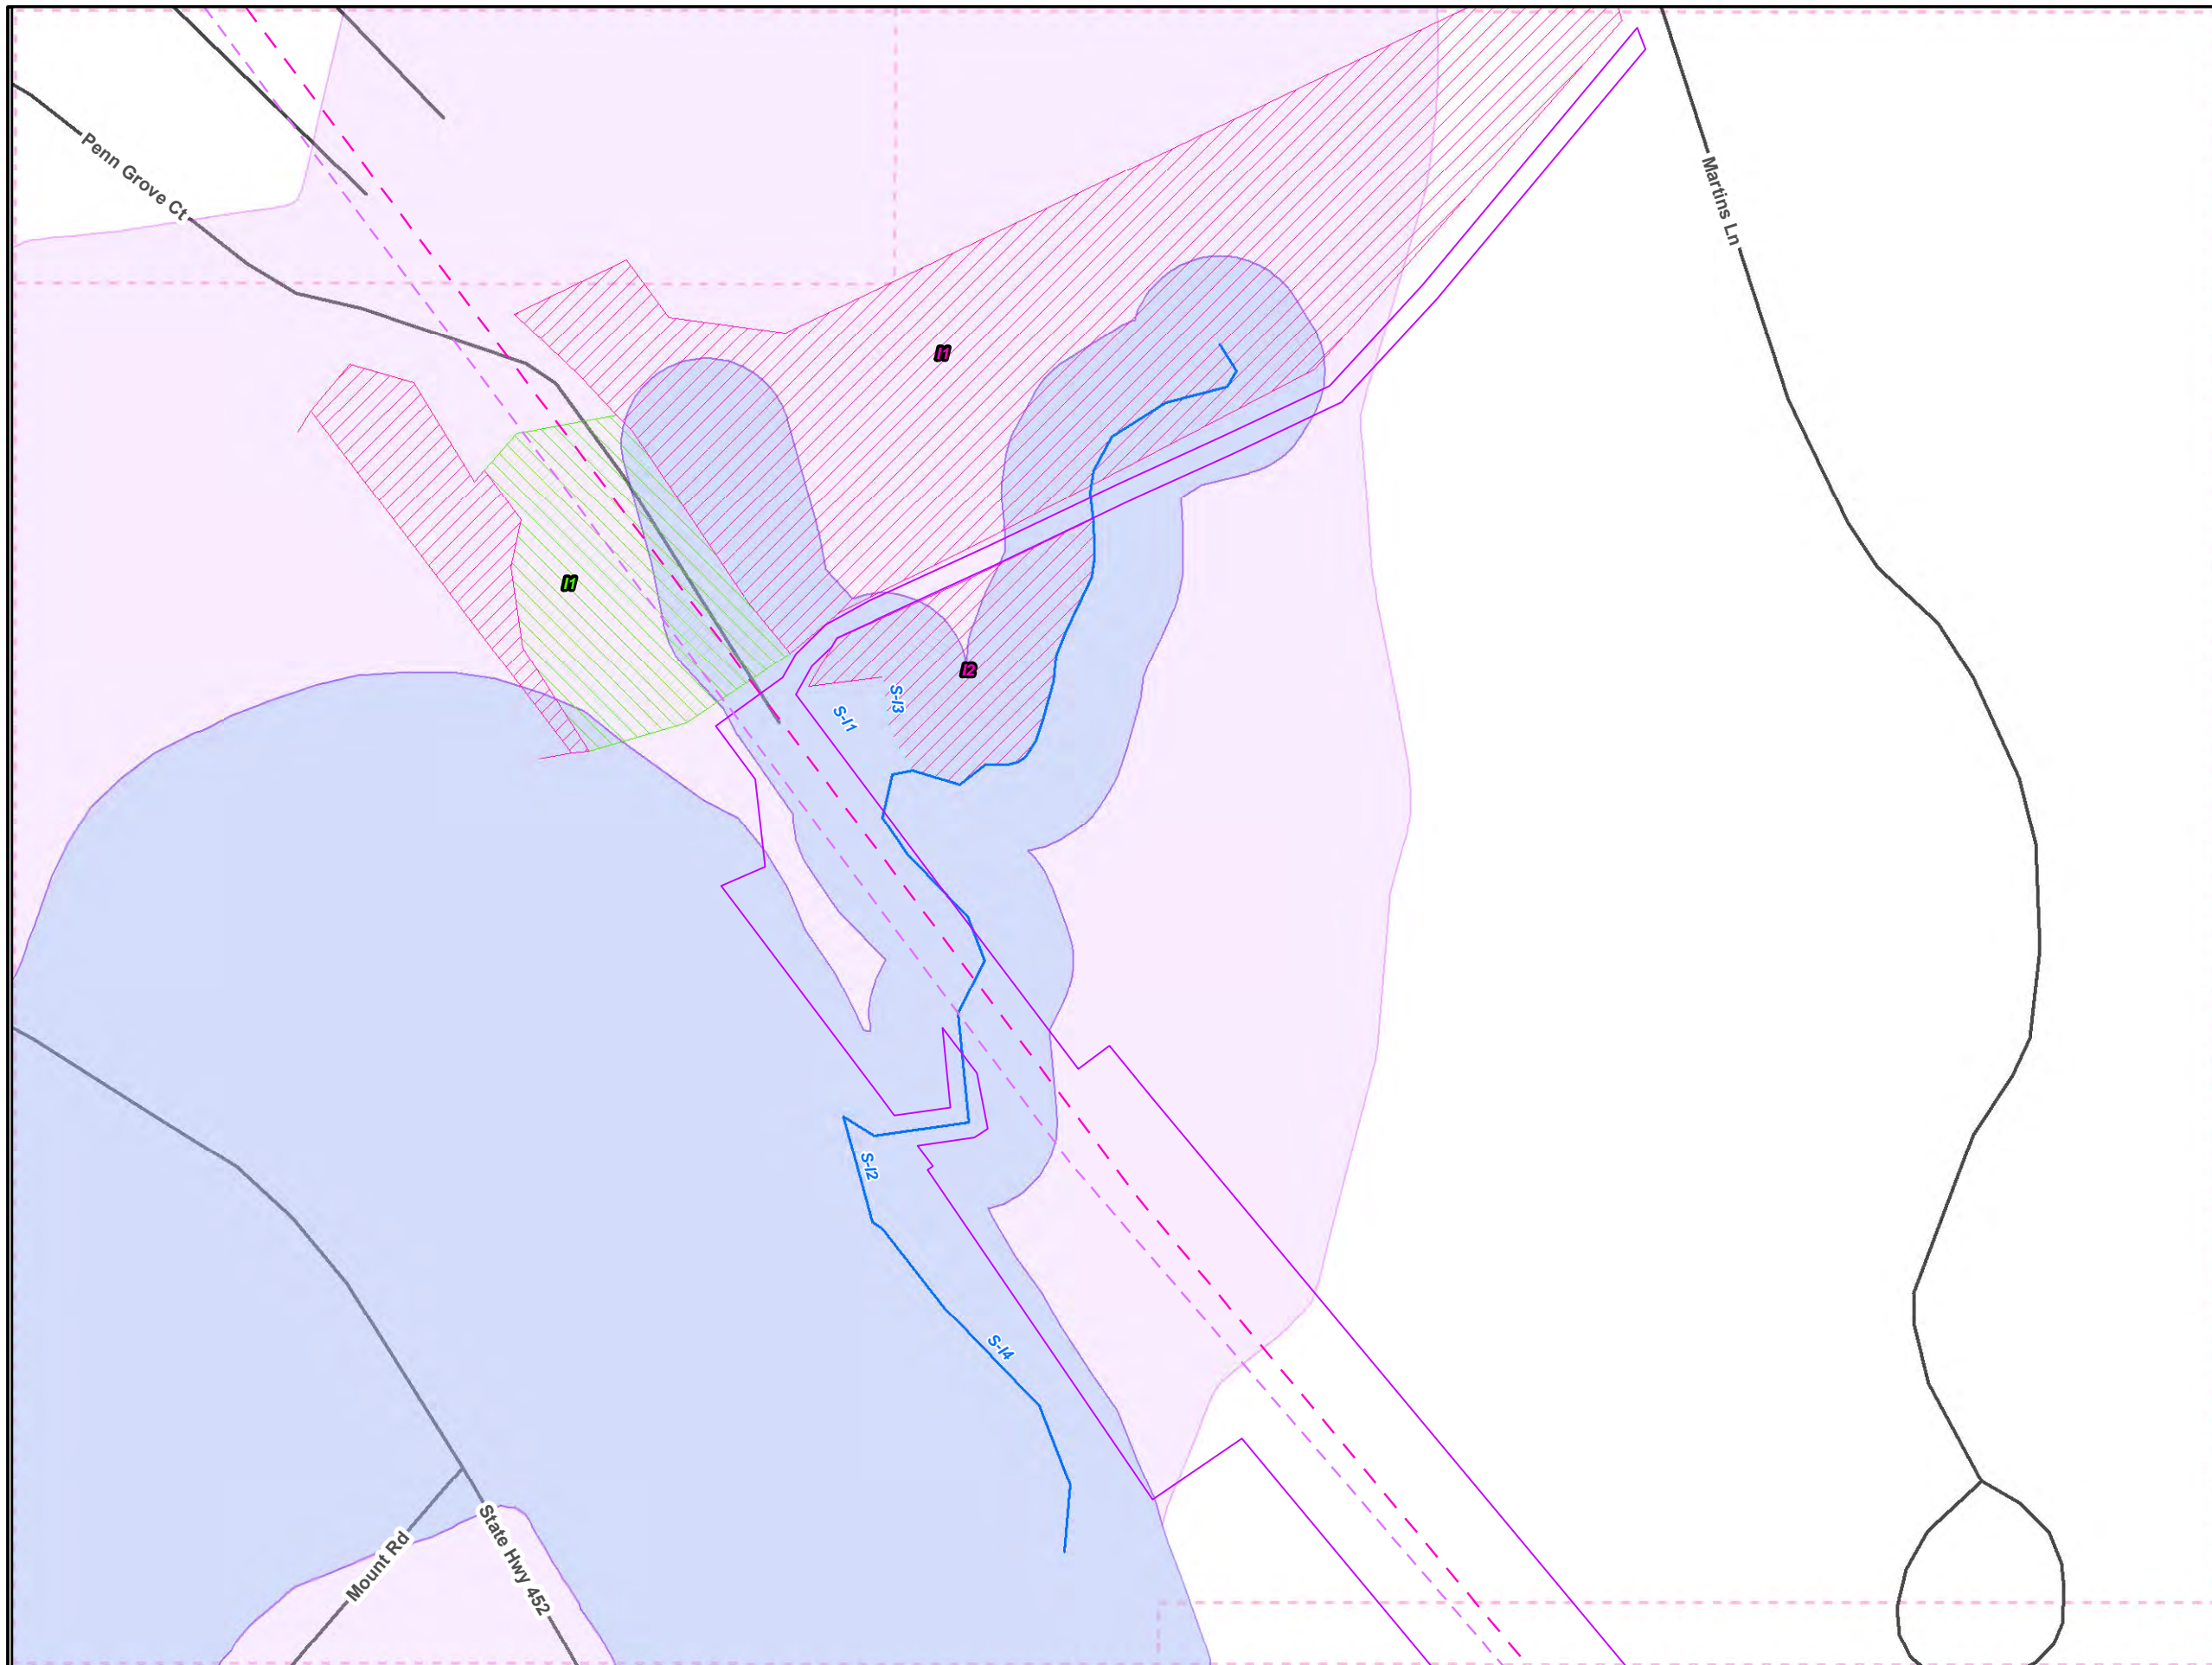 Penn Grove Ct
Martins Ln
I1
I1
I2
S-I3
S-I1
S-I2
S-I4
State Hwy 452
Mount Rd